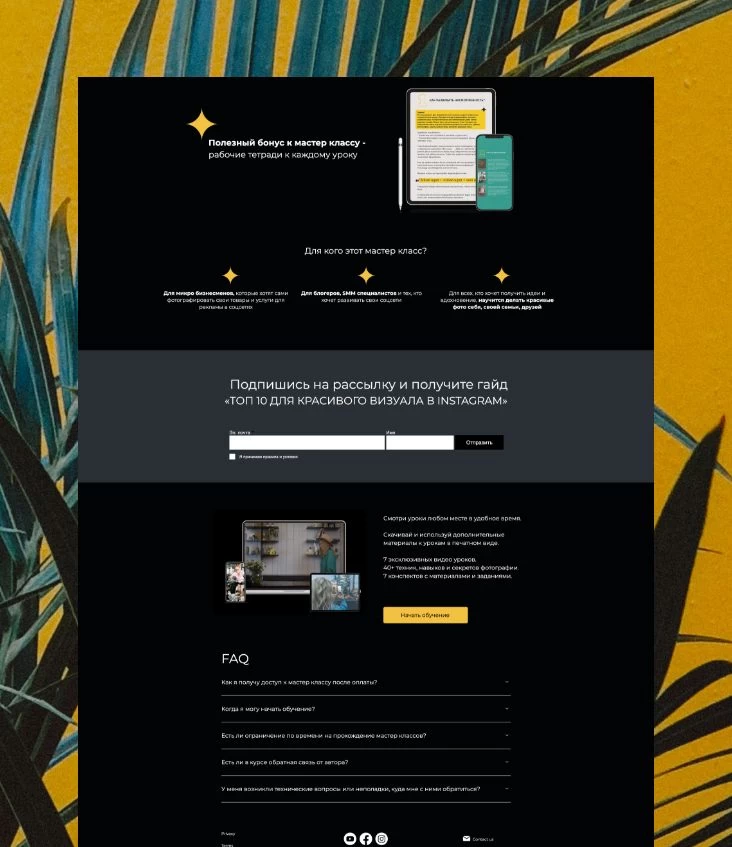 Полезный бонус к мастер классу -
рабочие тетради к каждому уроку
Для кого этот мастер класс?
Для микро бизнесменов, которые хотят сами
фотографировать свои товары и услуги для
рекламы в соцсетях
Для блогеров, SMM специалистов и тех, кто
хочет развивать свои соцсети
Для всех, кто хочет получить идеи и
вдохновение, научится делать красивые
фото себя, своей семьи, друзей
Подпишись на рассылку и получите гайд
«ТОП 10 ДЛЯ КРАСИВОГО ВИЗУАЛА В INSTAGRAM»
Эл. почта
Имя
Отправить
Я принимаю правила и условия
Смотри уроки любом месте в удобное время.
Скачивай и используй дополнительные
материалы к урокам в печатном виде.
7 эксклюзивных видео уроков,
40+ техник, навыков и секретов фотографии
7 конспектов с материалами и заданиями.
Начать обучение
FAQ
Как я получу доступ к мастер классу после оплаты?
Когда я могу начать обучение?
Есть ли ограничение по времени на прохождение мастер классов?
Есть ли в курсе обратная связь от автора?
У меня возникли технические вопросы или неполадки, куда мне с ними обратиться?
Privacy
Contact us
Terms